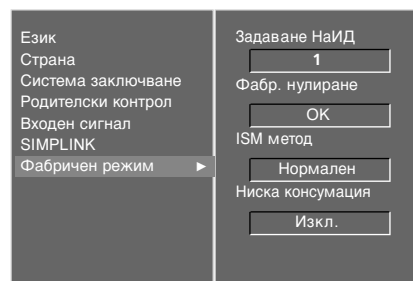 Език
Страна
Система заключване
Родителски контрол
Входен сигнал
SIMPLINK
Фабричен режим ►
Задаване НаИД
1
Фабр. нулиране
OK
ISM метод
Нормален
Ниска консумация
Изкл.